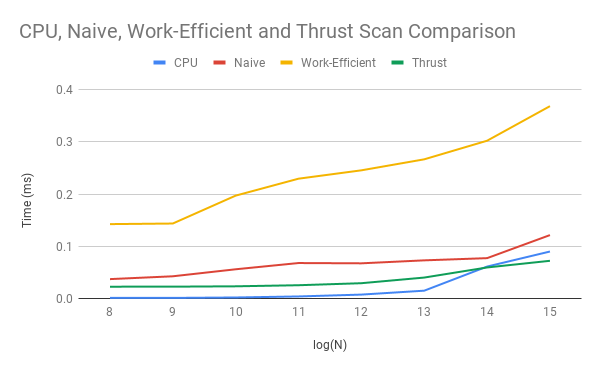 CPU, Naive, Work-Efficient and Thrust Scan Comparison
CPU Naive Work-Efficient Thrust
Time (ms)
0.4
0.3
0.2
0.1
0.0
8 9 10 11 12 13 14 15
log(N)